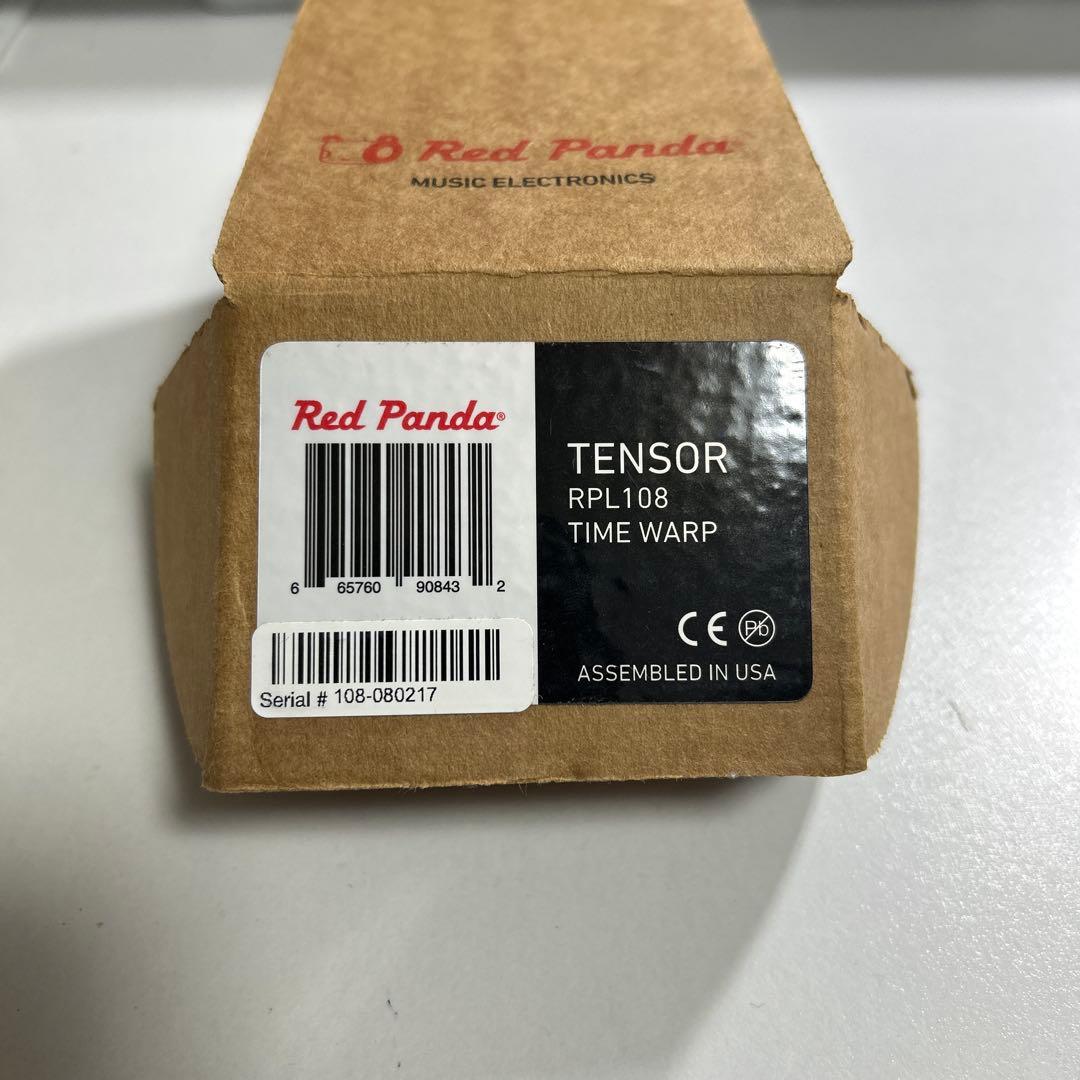 Red Panda
MUSIC ELECTRONICS
Red Panda®
6 65760 90843 2
Serial # 108-080217
TENSOR
RPL108
TIME WARP
CE Pb
ASSEMBLED IN USA